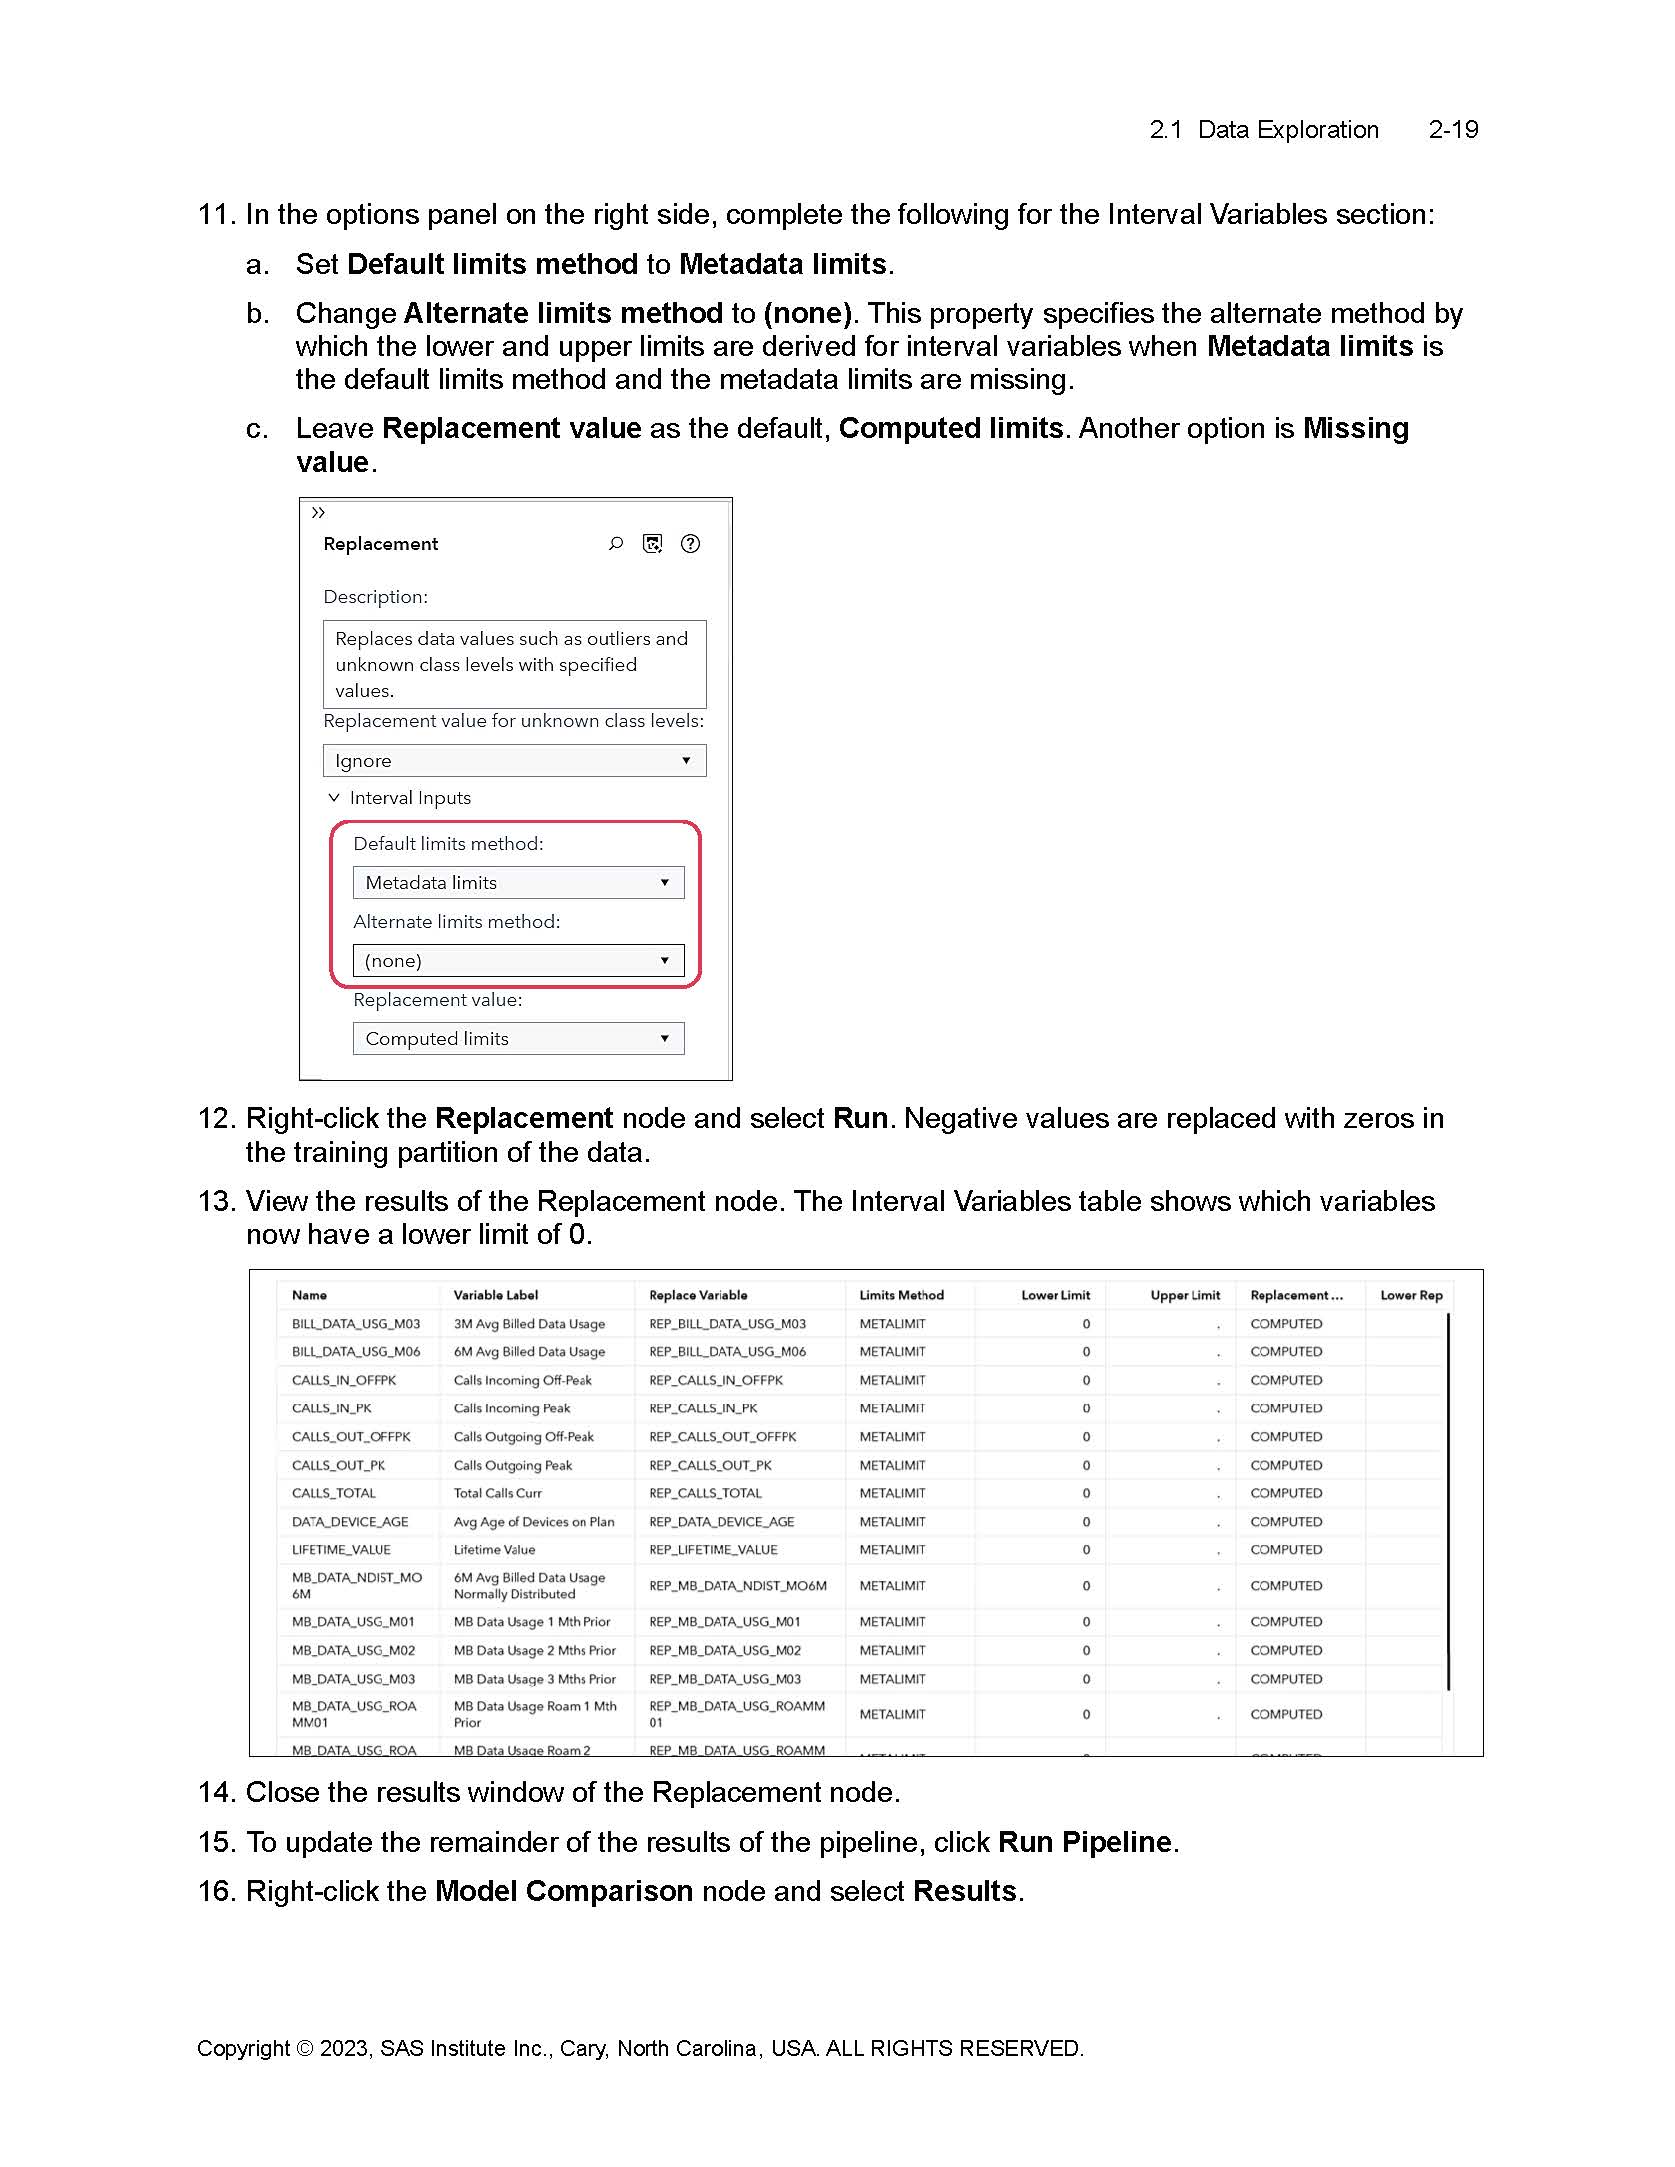 2.1 Data Exploration 2-19
11. In the options panel on the right side, complete the following for the Interval Variables section:
a. Set Default limits method to Metadata limits.
b. Change Alternate limits method to (none). This property specifies the alternate method by
which the lower and upper limits are derived for interval variables when Metadata limits is
the default limits method and the metadata limits are missing.
c. Leave Replacement value as the default, Computed limits. Another option is Missing
value.
Replacement
Description:
Replaces data values such as outliers and
unknown class levels with specified
values.
Replacement value for unknown class levels:
Ignore
Interval Inputs
Default limits method:
Metadata limits
Alternate limits method:
(none)
Replacement value:
Computed limits
12. Right-click the Replacement node and select Run. Negative values are replaced with zeros in
the training partition of the data.
13. View the results of the Replacement node. The Interval Variables table shows which variables
now have a lower limit of 0.
Name Variable Label Replace Variable Limits Method Lower Limit Upper Limit Replacement ... Lower Rep
BILL_DATA_USG_M03 3M Avg Billed Data Usage REP_BILL_DATA_USG_M03 METALIMIT 0 . COMPUTED
BILL_DATA_USG_M06 6M Avg Billed Data Usage REP_BILL_DATA_USG_M06 METALIMIT 0 . COMPUTED
CALLS_IN_OFFPK Calls Incoming Off-Peak REP_CALLS_IN_OFFPK METALIMIT 0 . COMPUTED
CALLS_IN_PK Calls Incoming Peak REP_CALLS_IN_PK METALIMIT 0 . COMPUTED
CALLS_OUT_OFFPK Calls Outgoing Off-Peak REP_CALLS_OUT_OFFPK METALIMIT 0 . COMPUTED
CALLS_OUT_PK Calls Outgoing Peak REP_CALLS_OUT_PK METALIMIT 0 . COMPUTED
CALLS_TOTAL Total Calls Curr REP_CALLS_TOTAL METALIMIT 0 . COMPUTED
DATA_DEVICE_AGE Avg Age of Devices on Plan REP_DATA_DEVICE_AGE METALIMIT 0 . COMPUTED
LIFETIME_VALUE Lifetime Value REP_LIFETIME_VALUE METALIMIT 0 . COMPUTED
MB_DATA_NDIST_MO 6M Avg Billed Data Usage
6M Normally Distributed REP_MB_DATA_NDIST_MO6M METALIMIT 0 . COMPUTED
MB_DATA_USG_M01 MB Data Usage 1 Mth Prior REP_MB_DATA_USG_M01 METALIMIT 0 . COMPUTED
MB_DATA_USG_M02 MB Data Usage 2 Mths Prior REP_MB_DATA_USG_M02 METALIMIT 0 . COMPUTED
MB_DATA_USG_M03 MB Data Usage 3 Mths Prior REP_MB_DATA_USG_M03 METALIMIT 0 . COMPUTED
MB_DATA_USG_ROA MB Data Usage Roam 1 Mth REP_MB_DATA_USG_ROAMM
MM01 Prior 01 METALIMIT 0 . COMPUTED
MB_DATA_USG_ROA MB Data Usage Roam 2 REP_MB_DATA_USG_ROAMM
14. Close the results window of the Replacement node.
15. To update the remainder of the results of the pipeline, click Run Pipeline.
16. Right-click the Model Comparison node and select Results.
Copyright © 2023, SAS Institute Inc., Cary, North Carolina, USA. ALL RIGHTS RESERVED.